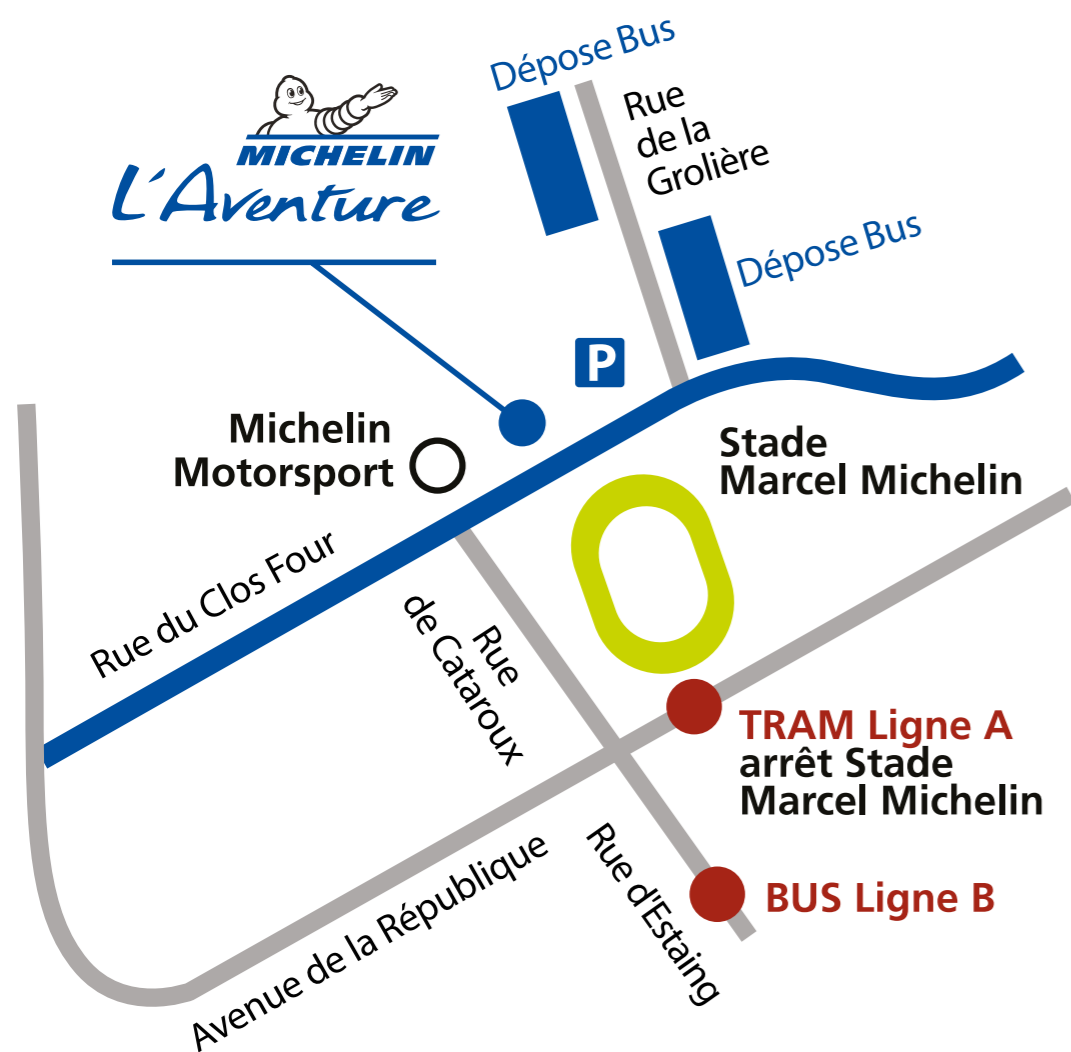 Dépose Bus
Rue
de la
Grolière
MICHELIN
L'Aventure
Dépose Bus
P
Michelin
Motorsport
Stade
Marcel Michelin
Rue du Clos Four
Rue
de Cataroux
TRAM Ligne A
arrêt Stade
Marcel Michelin
Avenue de la République
Rue d'Estaing
BUS Ligne B